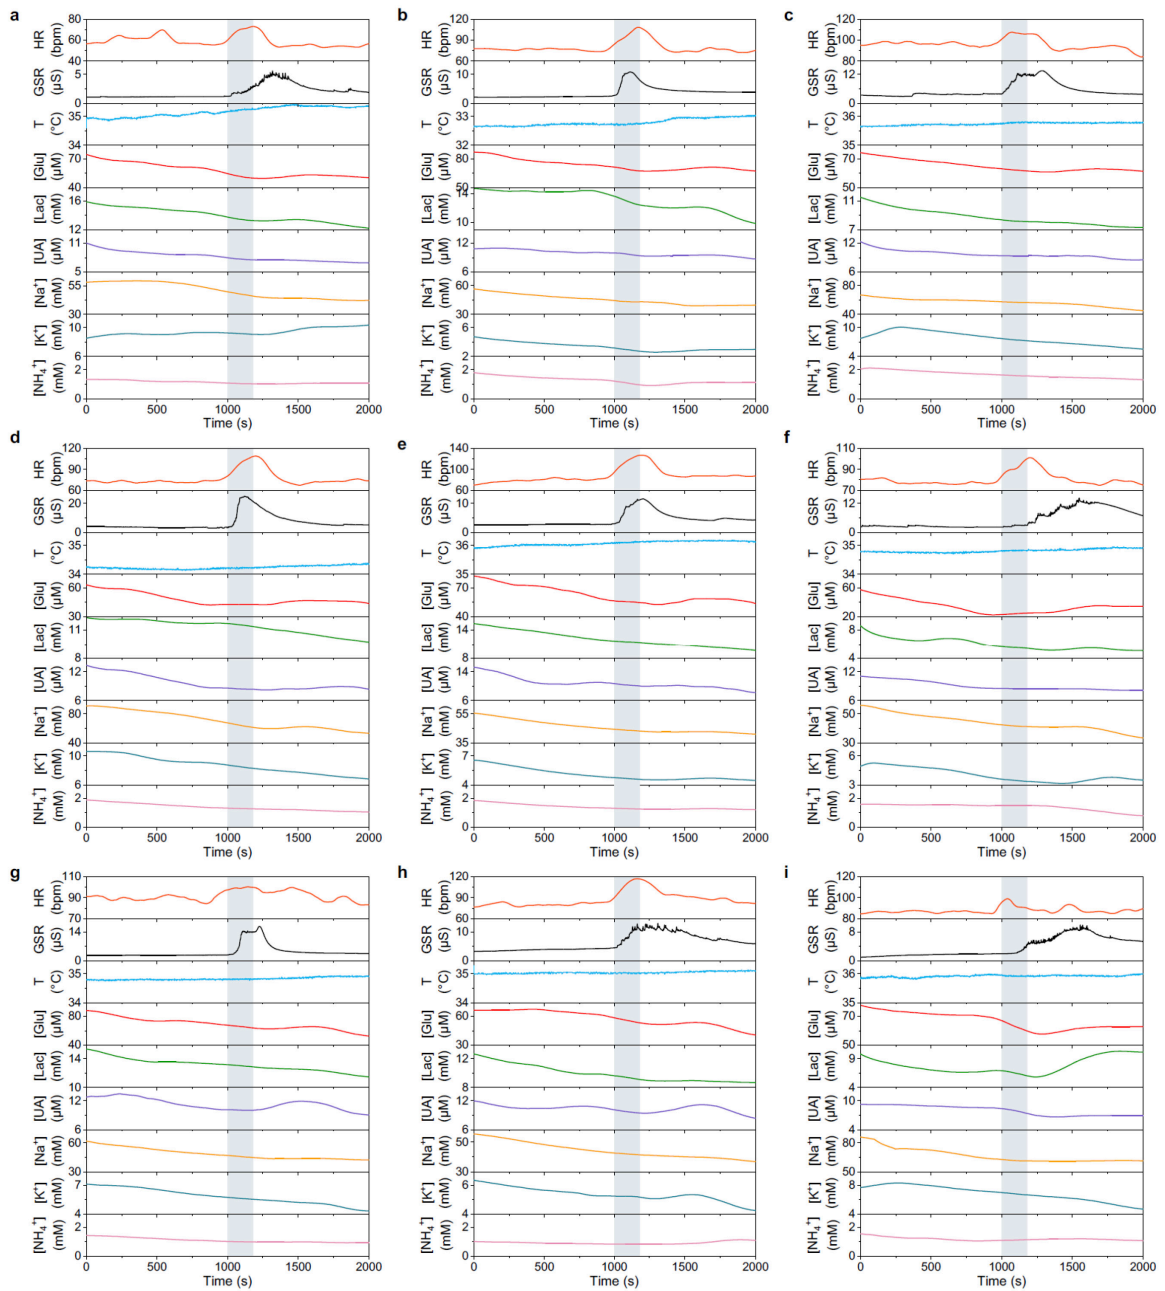 a
HR
(bpm)
80
60
40
GSR
(µS)
5
0
T
(°C)
35
34
[Glu]
(µM)
70
40
[Lac]
(mM)
16
12
[UA]
(µM)
11
5
[Na⁺]
(mM)
55
30
[K⁺]
(mM)
10
6
[NH₄⁺]
(mM)
2
0
0 500 1000 1500 2000
Time (s)
b
HR
(bpm)
120
90
60
GSR
(µS)
10
0
T
(°C)
33
32
[Glu]
(µM)
80
50
[Lac]
(mM)
14
10
[UA]
(µM)
12
6
[Na⁺]
(mM)
60
30
[K⁺]
(mM)
6
2
[NH₄⁺]
(mM)
2
0
0 500 1000 1500 2000
Time (s)
c
HR
(bpm)
120
100
80
GSR
(µS)
12
0
T
(°C)
36
34
[Glu]
(µM)
70
50
[Lac]
(mM)
11
7
[UA]
(µM)
12
6
[Na⁺]
(mM)
80
40
[K⁺]
(mM)
10
4
[NH₄⁺]
(mM)
2
0
0 500 1000 1500 2000
Time (s)
d
HR
(bpm)
120
90
60
GSR
(µS)
20
0
T
(°C)
35
34
[Glu]
(µM)
60
30
[Lac]
(mM)
11
8
[UA]
(µM)
12
6
[Na⁺]
(mM)
80
40
[K⁺]
(mM)
10
6
[NH₄⁺]
(mM)
2
0
0 500 1000 1500 2000
Time (s)
e
HR
(bpm)
140
100
60
GSR
(µS)
10
0
T
(°C)
36
35
[Glu]
(µM)
70
40
[Lac]
(mM)
14
8
[UA]
(µM)
14
6
[Na⁺]
(mM)
55
35
[K⁺]
(mM)
7
4
[NH₄⁺]
(mM)
2
0
0 500 1000 1500 2000
Time (s)
f
HR
(bpm)
110
90
70
GSR
(µS)
12
0
T
(°C)
35
34
[Glu]
(µM)
60
20
[Lac]
(mM)
8
4
[UA]
(µM)
12
6
[Na⁺]
(mM)
50
30
[K⁺]
(mM)
6
3
[NH₄⁺]
(mM)
2
0
0 500 1000 1500 2000
Time (s)
g
HR
(bpm)
110
90
70
GSR
(µS)
14
0
T
(°C)
35
34
[Glu]
(µM)
80
40
[Lac]
(mM)
14
10
[UA]
(µM)
12
6
[Na⁺]
(mM)
60
30
[K⁺]
(mM)
7
4
[NH₄⁺]
(mM)
2
0
0 500 1000 1500 2000
Time (s)
h
HR
(bpm)
120
90
60
GSR
(µS)
10
0
T
(°C)
35
34
[Glu]
(µM)
60
30
[Lac]
(mM)
12
8
[UA]
(µM)
12
6
[Na⁺]
(mM)
50
30
[K⁺]
(mM)
6
4
[NH₄⁺]
(mM)
2
0
0 500 1000 1500 2000
Time (s)
i
HR
(bpm)
120
100
80
GSR
(µS)
8
0
T
(°C)
36
35
[Glu]
(µM)
70
50
[Lac]
(mM)
9
4
[UA]
(µM)
10
6
[Na⁺]
(mM)
80
50
[K⁺]
(mM)
8
4
[NH₄⁺]
(mM)
2
0
0 500 1000 1500 2000
Time (s)